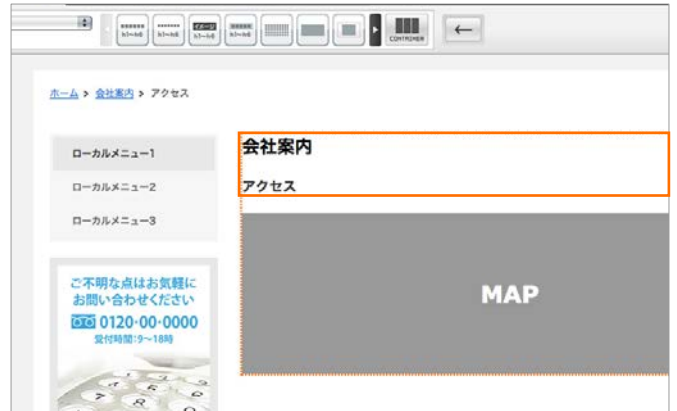 h1~h6 h1~h6 イメージ h1~h6 h1~h6 CONTAINER
ホーム > 会社案内 > アクセス
ローカルメニュー1
ローカルメニュー2
ローカルメニュー3
会社案内
アクセス
MAP
ご不明な点はお気軽に
お問い合わせください
0120-00-0000
受付時間:9〜18時